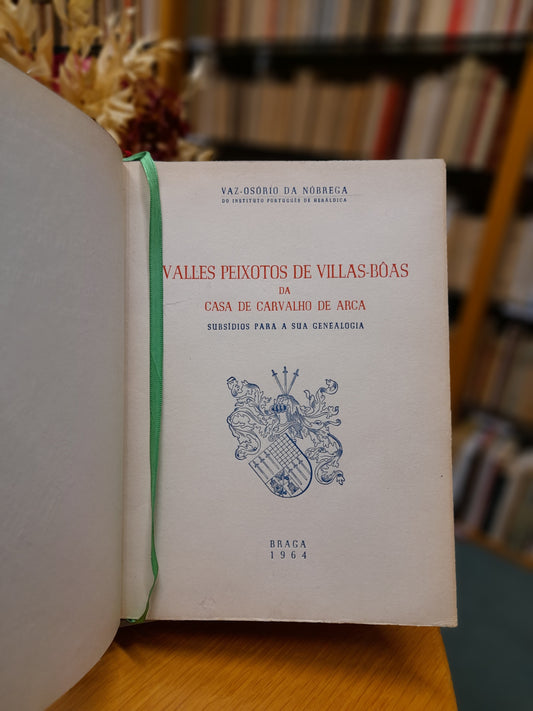 VAZ-OSÓRIO DA NÓBREGA
DO INSTITUTO PORTUGUÊS DE HERÁLDICA
VALLES PEIXOTOS DE VILLAS-BÔAS
DA
CASA DE CARVALHO DE ARCA
SUBSÍDIOS PARA A SUA GENEALOGIA
BRAGA
1964